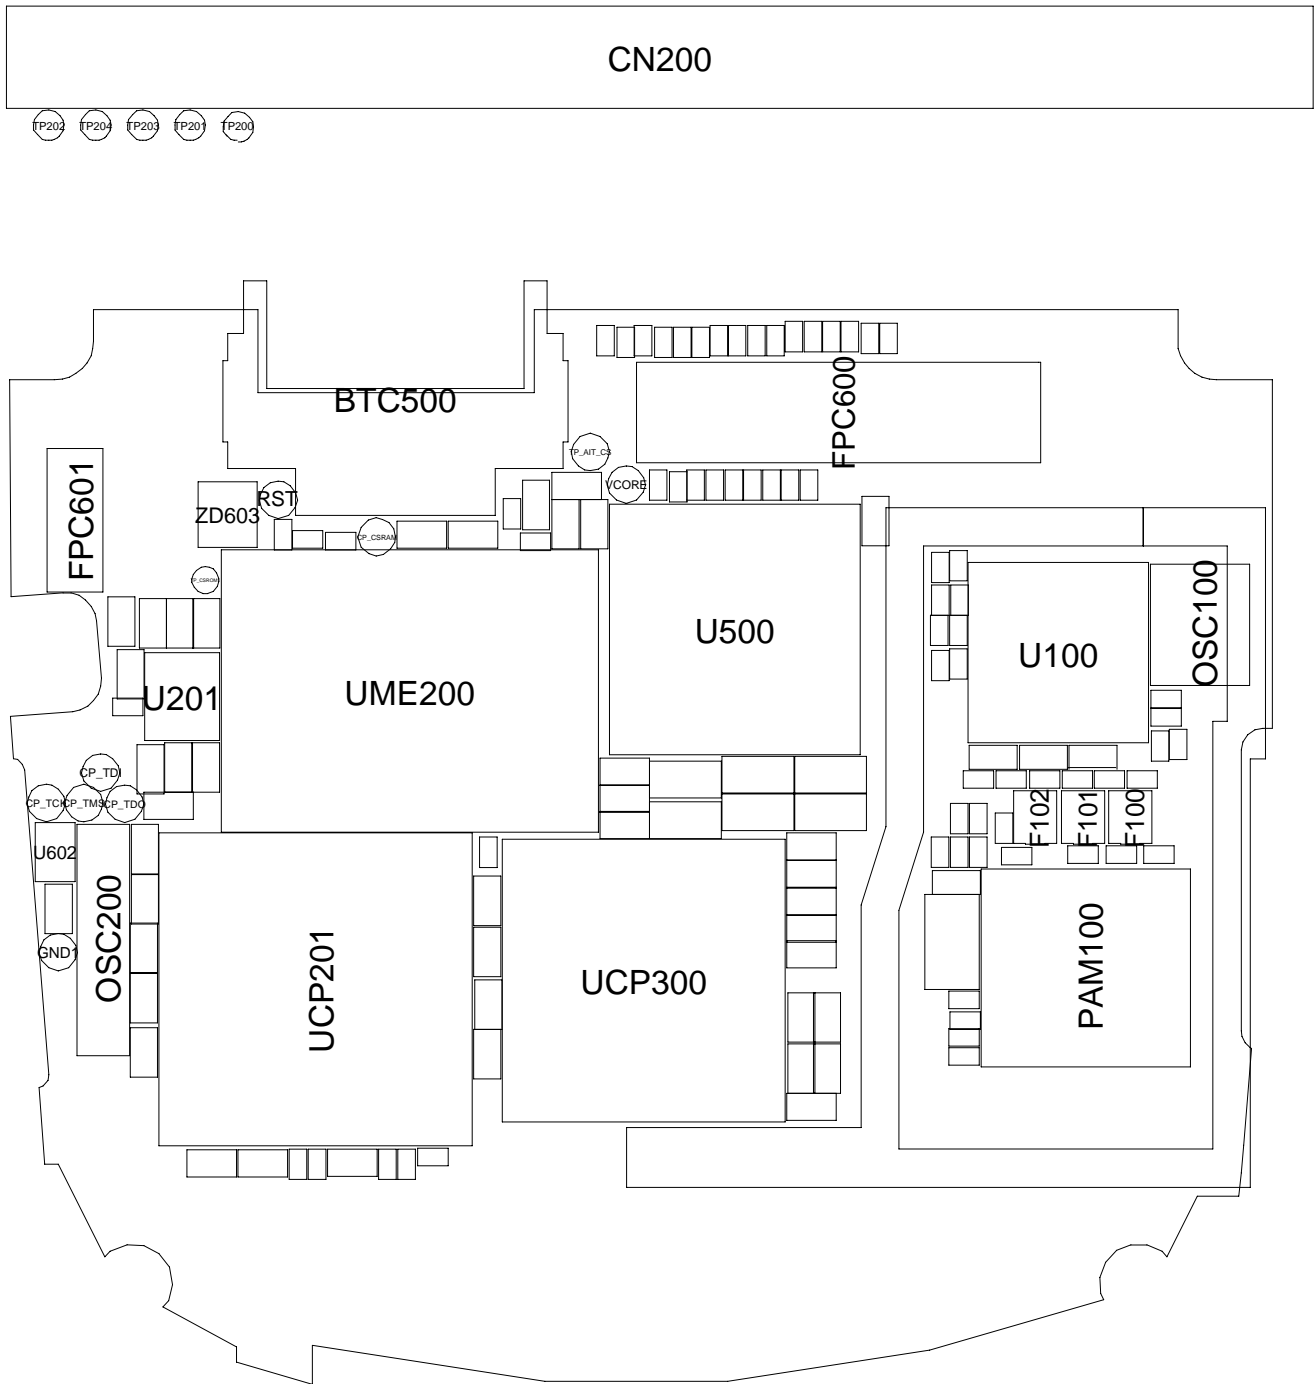 CN200
TP202
TP204
TP203
TP201
TP200
BTC500
FPC600
TP_AIT_CS
FPC601
ZD603
RST
VCORE
CP_CSRAM
U500
U100
OSC100
U201
UME200
CP_TDI
CP_TCK
CP_TMS
CP_TDO
F102
F101
F100
U602
OSC200
GND1
UCP201
UCP300
PAM100